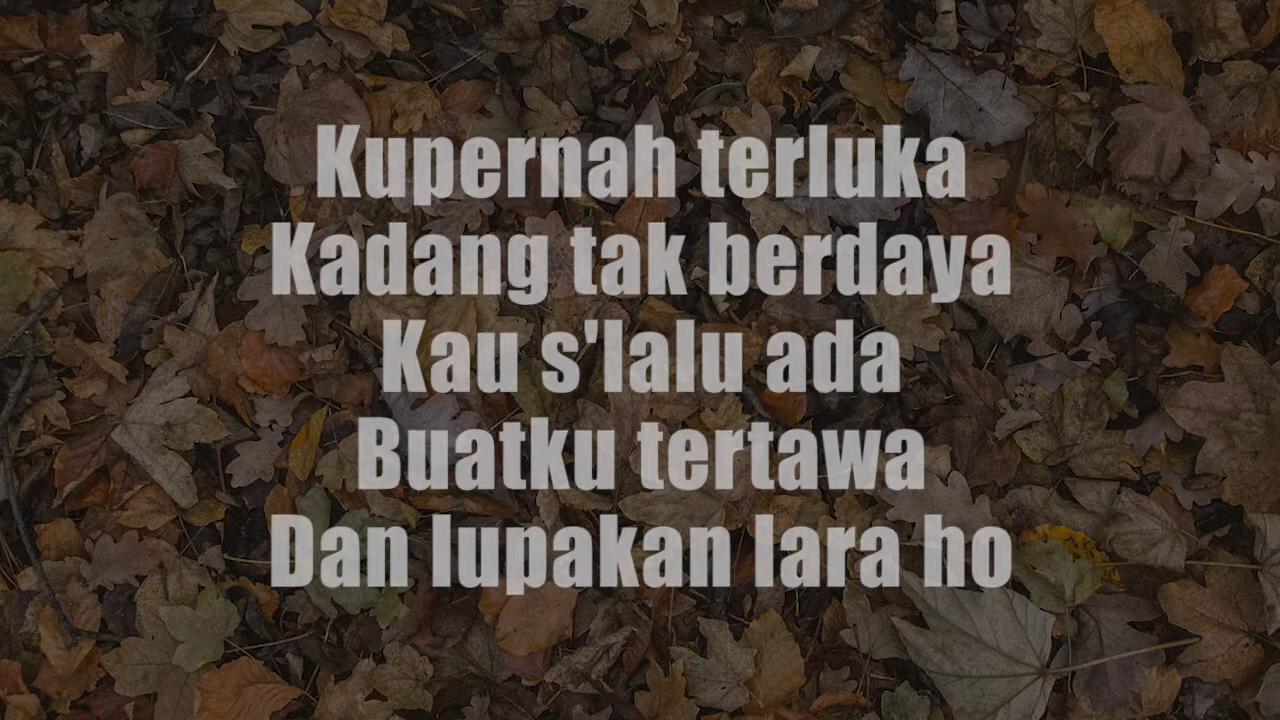 Kupernah terluka
Kadang tak berdaya
Kau s'lalu ada
Buatku tertawa
Dan lupakan lara ho